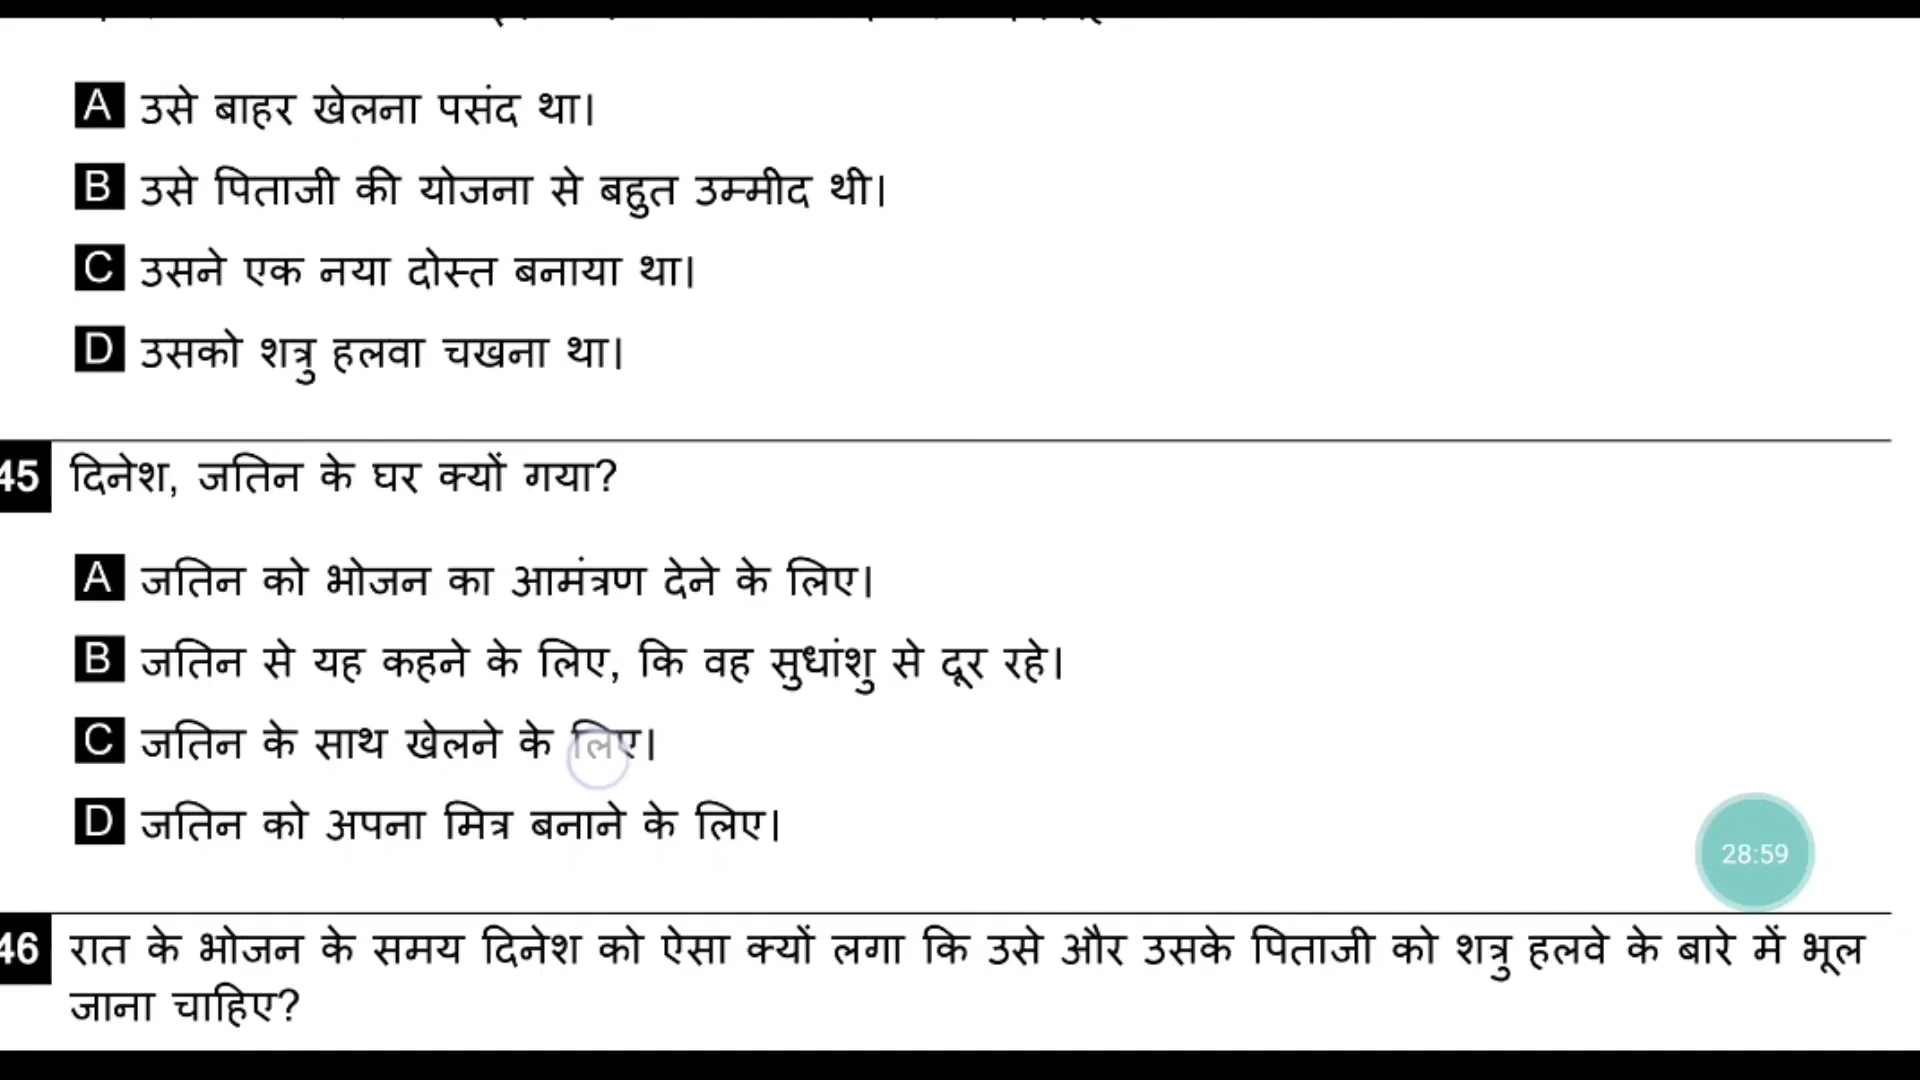 A उसे बाहर खेलना पसंद था।
B उसे पिताजी की योजना से बहुत उम्मीद थी।
C उसने एक नया दोस्त बनाया था।
D उसको शत्रु हलवा चखना था।
45 दिनेश, जतिन के घर क्यों गया?
A जतिन को भोजन का आमंत्रण देने के लिए।
B जतिन से यह कहने के लिए, कि वह सुधांशु से दूर रहे।
C जतिन के साथ खेलने के लिए।
D जतिन को अपना मित्र बनाने के लिए।
28:59
46 रात के भोजन के समय दिनेश को ऐसा क्यों लगा कि उसे और उसके पिताजी को शत्रु हलवे के बारे में भूल
जाना चाहिए?